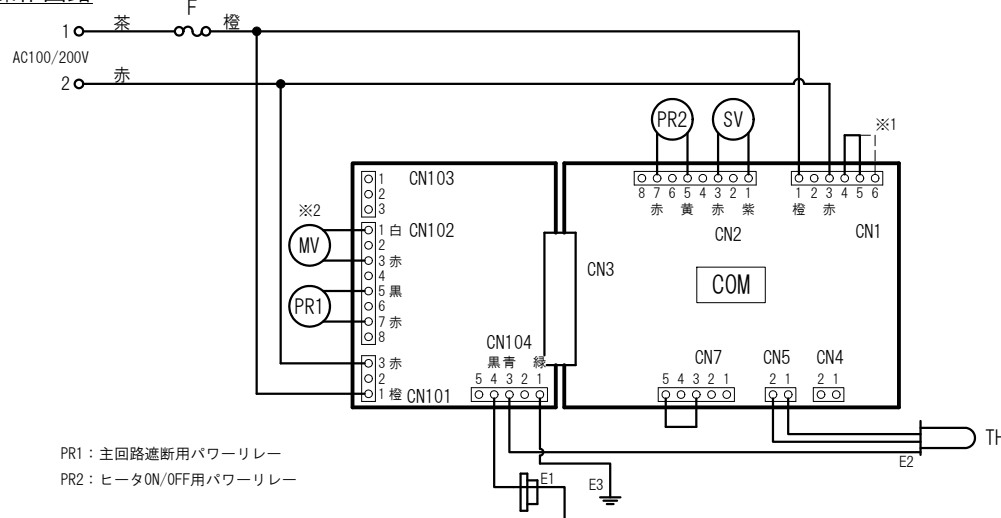 F
1 茶 橙
AC100/200V
2 赤
PR2 SV ※1
8 7 6 5 4 3 2 1
1 2 3 4 5 6
赤 黄 赤 紫
橙 赤
CN2 CN1
1 CN103
2
3
※2
1 白 CN102
MV
2
3 赤
4
5 黒
PR1
6
7 赤
8
CN3
COM
CN104
黒 青 緑
5 4 3 2 1
3 赤
2
1 橙 CN101
CN7 CN5 CN4
5 4 3 2 1
2 1
2 1
TH
E2
E1
E3
PR1：主回路遮断用パワーリレー
PR2：ヒータON/OFF用パワーリレー